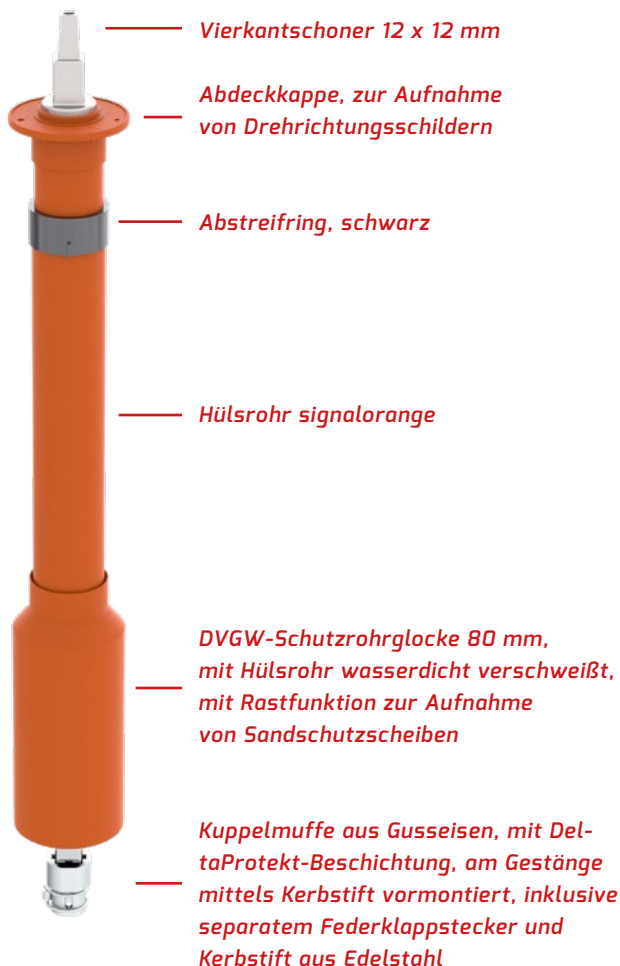 Vierkantschoner 12 x 12 mm
Abdeckkappe, zur Aufnahme
von Drehrichtungsschildern
Abstreifring, schwarz
Hülsrohr signalorange
DVGW-Schutzrohrglocke 80 mm,
mit Hülsrohr wasserdicht verschweißt,
mit Rastfunktion zur Aufnahme
von Sandschutzscheiben
Kuppelmuffe aus Gusseisen, mit Del-
taProtekt-Beschichtung, am Gestänge
mittels Kerbstift vormontiert, inklusive
separatem Federklappstecker und
Kerbstift aus Edelstahl